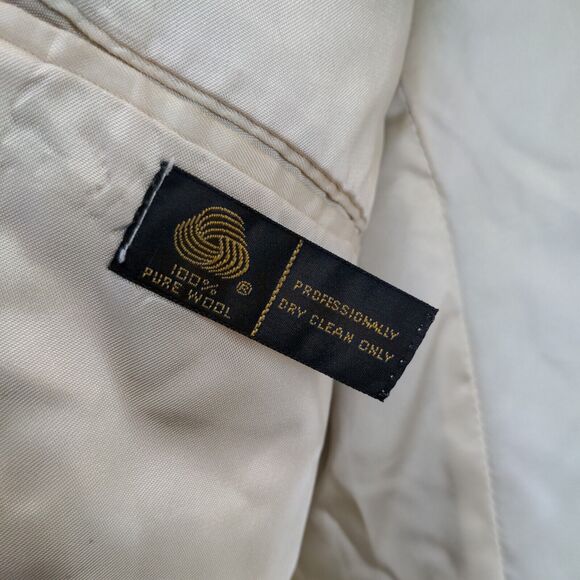 100%
®
PURE WOOL
PROFESSIONALLY
DRY CLEAN ONLY